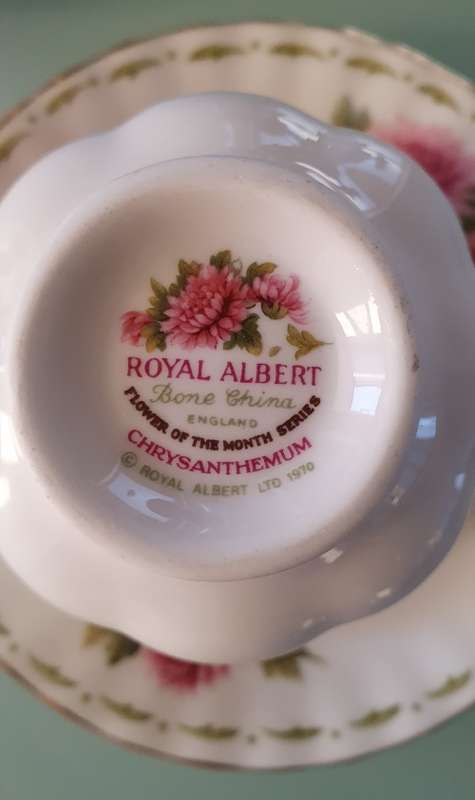 ROYAL ALBERT
Bone China
ENGLAND
FLOWER OF THE MONTH SERIES
CHRYSANTHEMUM
© ROYAL ALBERT LTD 1970